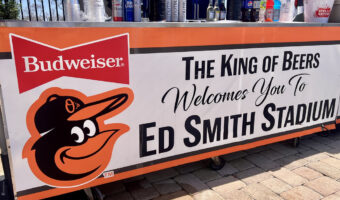 Budweiser
THE KING OF BEERS
Welcomes You To
ED SMITH STADIUM